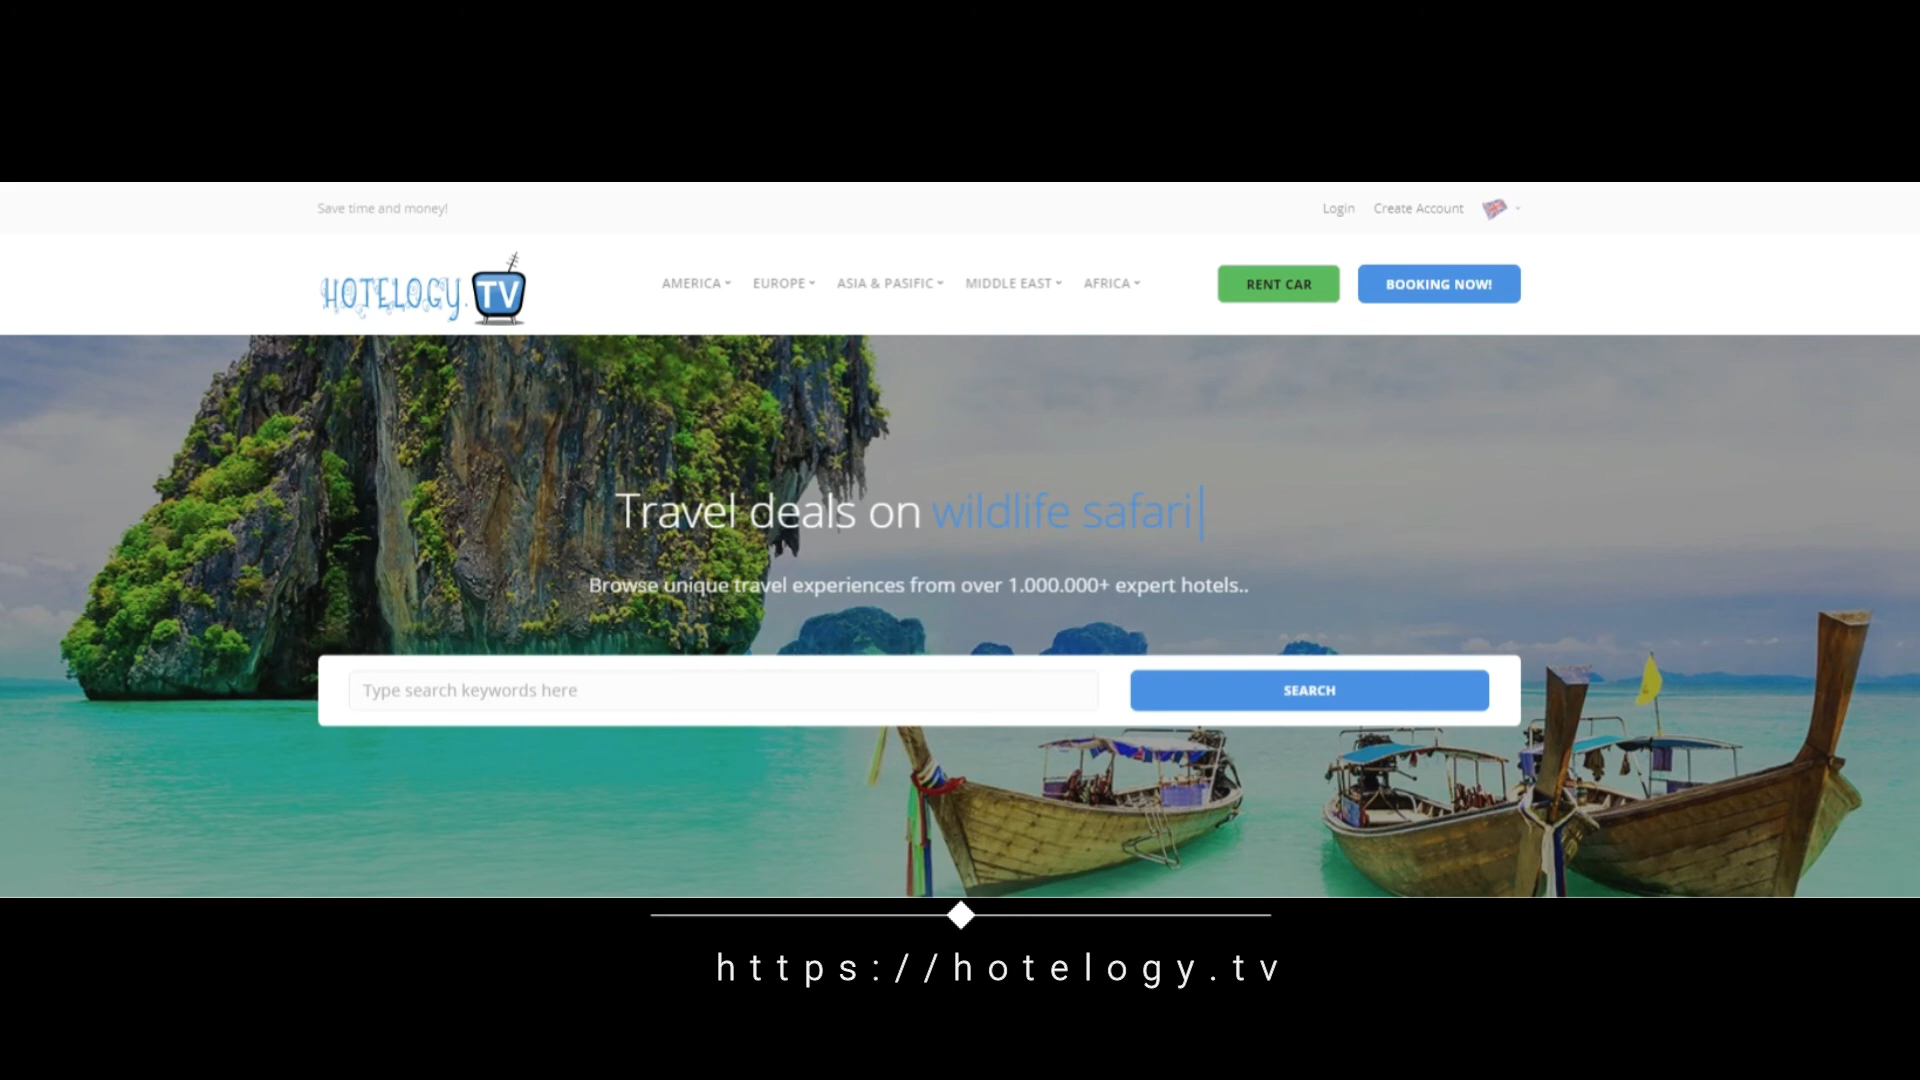 Save time and money!
Login Create Account
HOTELOGY.TV
AMERICA EUROPE ASIA & PASIFIC MIDDLE EAST AFRICA RENT CAR BOOKING NOW!
Travel deals on wildlife safari
Browse unique travel experiences from over 1.000.000+ expert hotels..
Type search keywords here SEARCH
https://hotelogy.tv